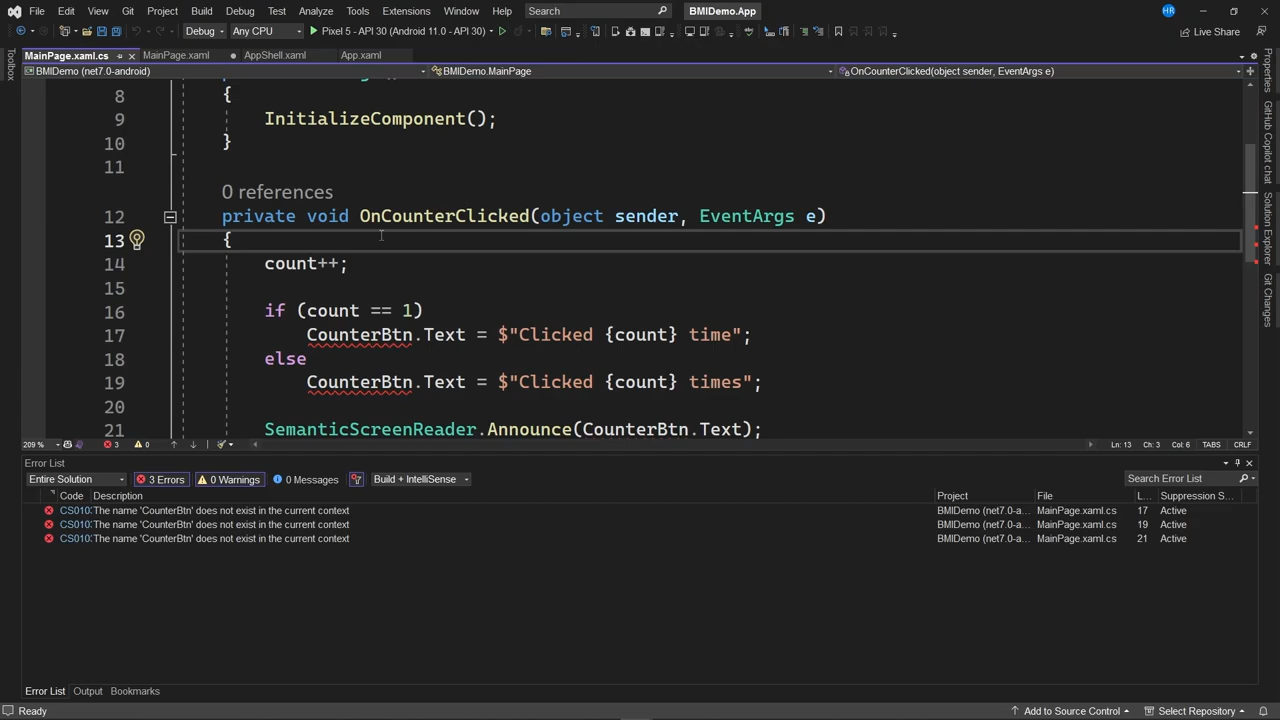 File Edit View Git Project Build Debug Test Analyze Tools Extensions Window Help Search BMIDemo.App HR
Debug Any CPU Pixel 5 - API 30 (Android 11.0 - API 30) Live Share
MainPage.xaml.cs MainPage.xaml AppShell.xaml App.xaml
BMIDemo (net7.0-android) BMIDemo.MainPage OnCounterClicked(object sender, EventArgs e)
Toolbox
Properties
GitHub Copilot chat
Solution Explorer
Git Changes
8 {
9 InitializeComponent();
10 }
11
0 references
12 private void OnCounterClicked(object sender, EventArgs e)
13 {
14 count++;
15
16 if (count == 1)
17 CounterBtn.Text = $"Clicked {count} time";
18 else
19 CounterBtn.Text = $"Clicked {count} times";
20
21 SemanticScreenReader.Announce(CounterBtn.Text);
209 % 3 0 Ln: 13 Ch: 3 Col: 6 TABS CRLF
Error List
Entire Solution 3 Errors 0 Warnings 0 Messages Build + IntelliSense Search Error List
Code Description Project File L... Suppression S...
CS010 The name 'CounterBtn' does not exist in the current context BMIDemo (net7.0-a... MainPage.xaml.cs 17 Active
CS010 The name 'CounterBtn' does not exist in the current context BMIDemo (net7.0-a... MainPage.xaml.cs 19 Active
CS010 The name 'CounterBtn' does not exist in the current context BMIDemo (net7.0-a... MainPage.xaml.cs 21 Active
Error List Output Bookmarks
Ready Add to Source Control Select Repository